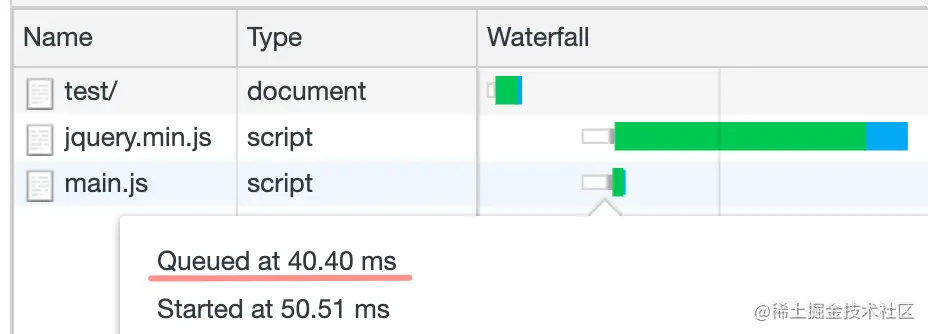 Name Type Waterfall
test/ document
jquery.min.js script
main.js script
Queued at 40.40 ms
Started at 50.51 ms
@稀土掘金技术社区